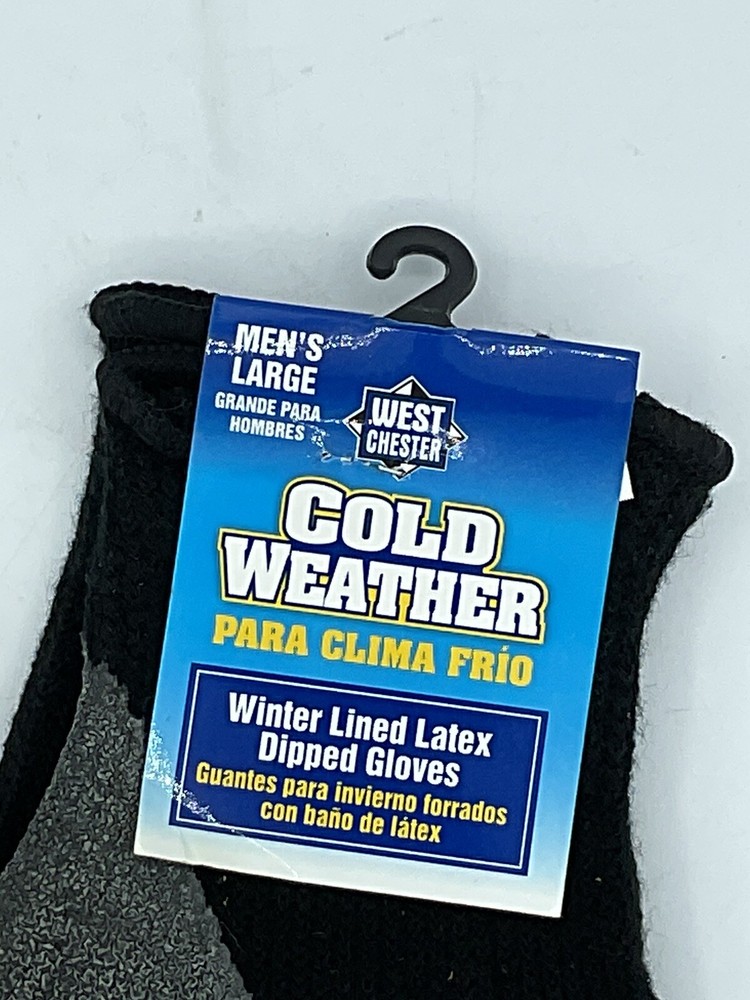 MEN'S
LARGE
GRANDE PARA
HOMBRES
WEST
CHESTER
COLD
WEATHER
PARA CLIMA FRÍO
Winter Lined Latex
Dipped Gloves
Guantes para invierno forrados
con baño de látex